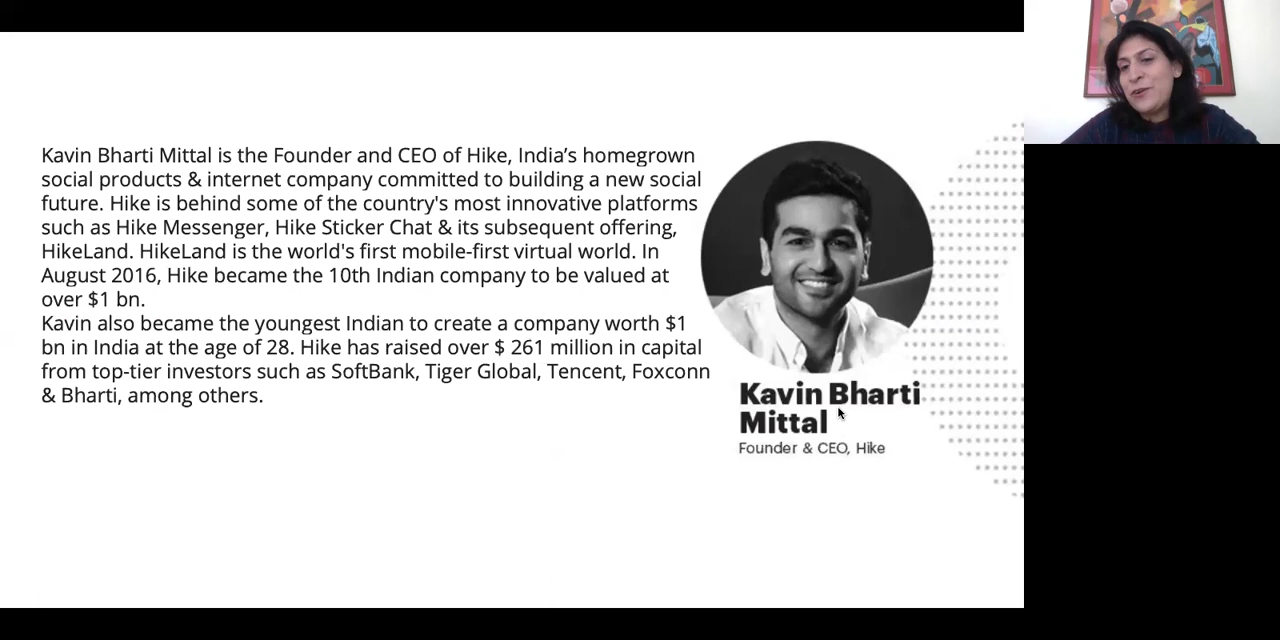 Kavin Bharti Mittal is the Founder and CEO of Hike, India’s homegrown
social products & internet company committed to building a new social
future. Hike is behind some of the country's most innovative platforms
such as Hike Messenger, Hike Sticker Chat & its subsequent offering,
HikeLand. HikeLand is the world's first mobile-first virtual world. In
August 2016, Hike became the 10th Indian company to be valued at
over $1 bn.
Kavin also became the youngest Indian to create a company worth $1
bn in India at the age of 28. Hike has raised over $ 261 million in capital
from top-tier investors such as SoftBank, Tiger Global, Tencent, Foxconn
& Bharti, among others.
Kavin Bharti
Mittal
Founder & CEO, Hike